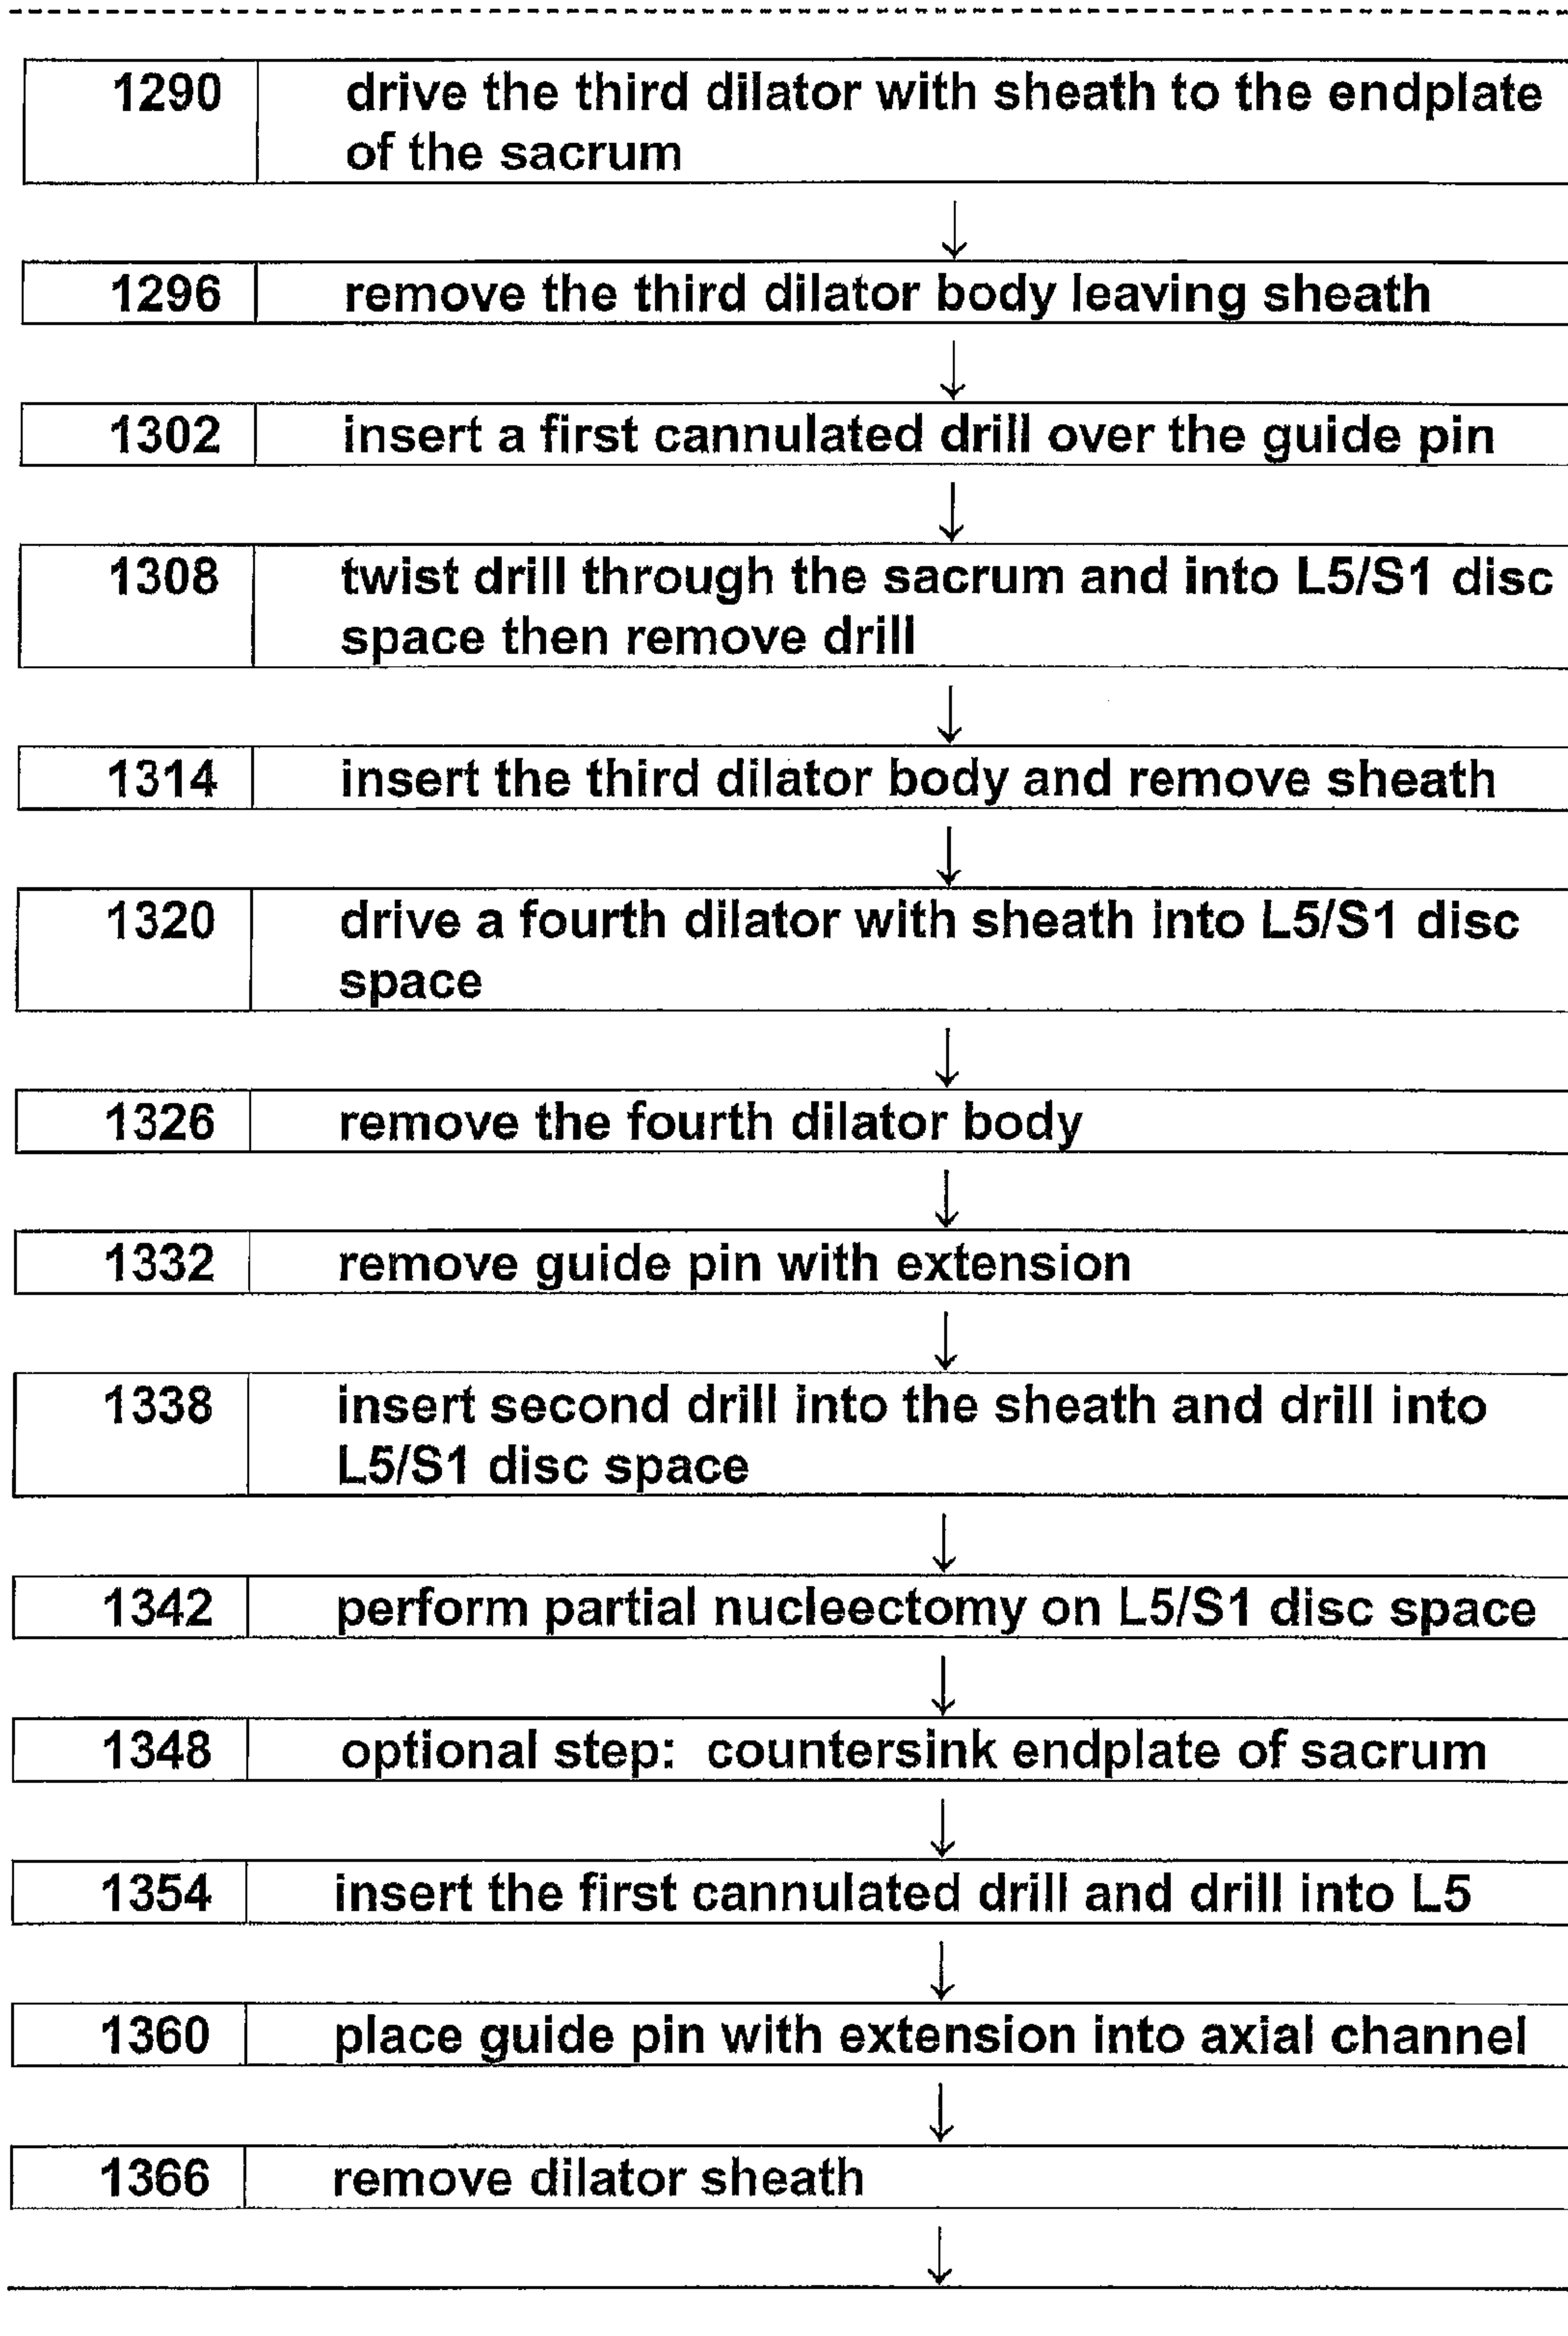 1290 drive the third dilator with sheath to the endplate
of the sacrum
1296 remove the third dilator body leaving sheath
1302 insert a first cannulated drill over the guide pin
1308 twist drill through the sacrum and into L5/S1 disc
space then remove drill
1314 insert the third dilator body and remove sheath
1320 drive a fourth dilator with sheath into L5/S1 disc
space
1326 remove the fourth dilator body
1332 remove guide pin with extension
1338 insert second drill into the sheath and drill into
L5/S1 disc space
1342 perform partial nucleectomy on L5/S1 disc space
1348 optional step: countersink endplate of sacrum
1354 insert the first cannulated drill and drill into L5
1360 place guide pin with extension into axial channel
1366 remove dilator sheath